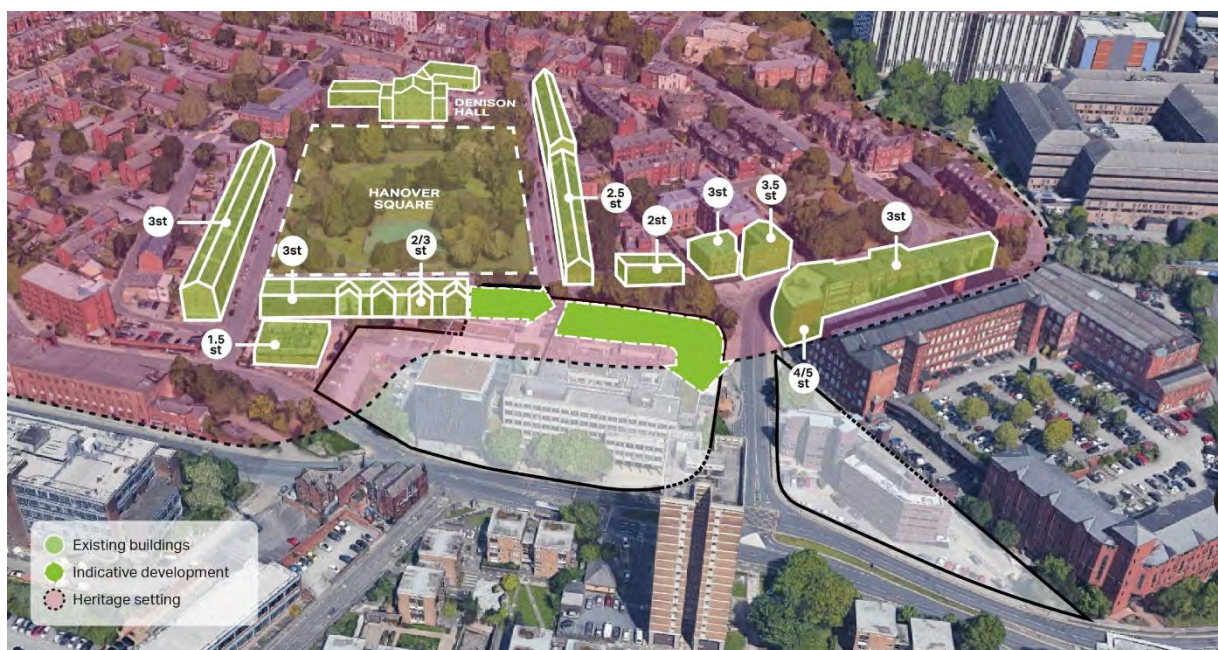 DENISON
HALL
HANOVER
SQUARE
3st
3st
2/3
st
1.5
st
2.5
st
2st
3st
3.5
st
3st
4/5
st
Existing buildings
Indicative development
Heritage setting